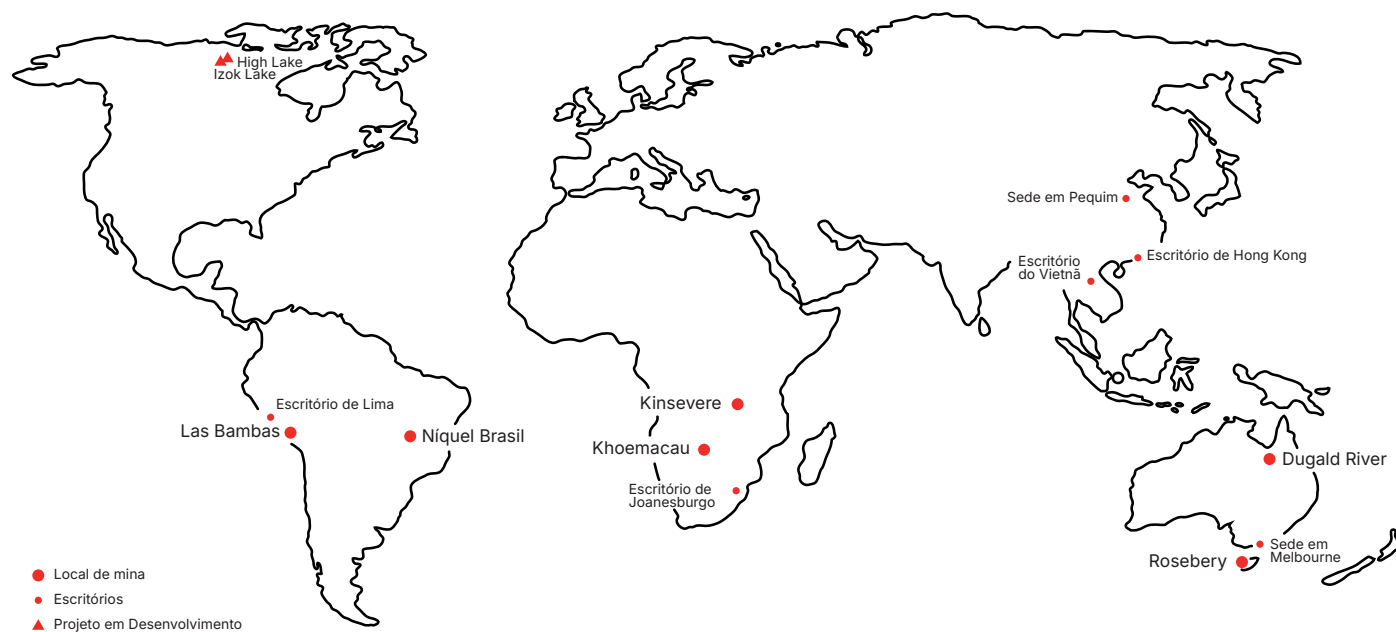 High Lake
Izok Lake
Sede em Pequim
Escritório de Hong Kong
Escritório
do Vietnã
Escritório de Lima
Las Bambas
Níquel Brasil
Kinsevere
Khoemacau
Escritório de
Joanesburgo
Dugald River
Sede em
Melbourne
Rosebery
Local de mina
Escritórios
Projeto em Desenvolvimento